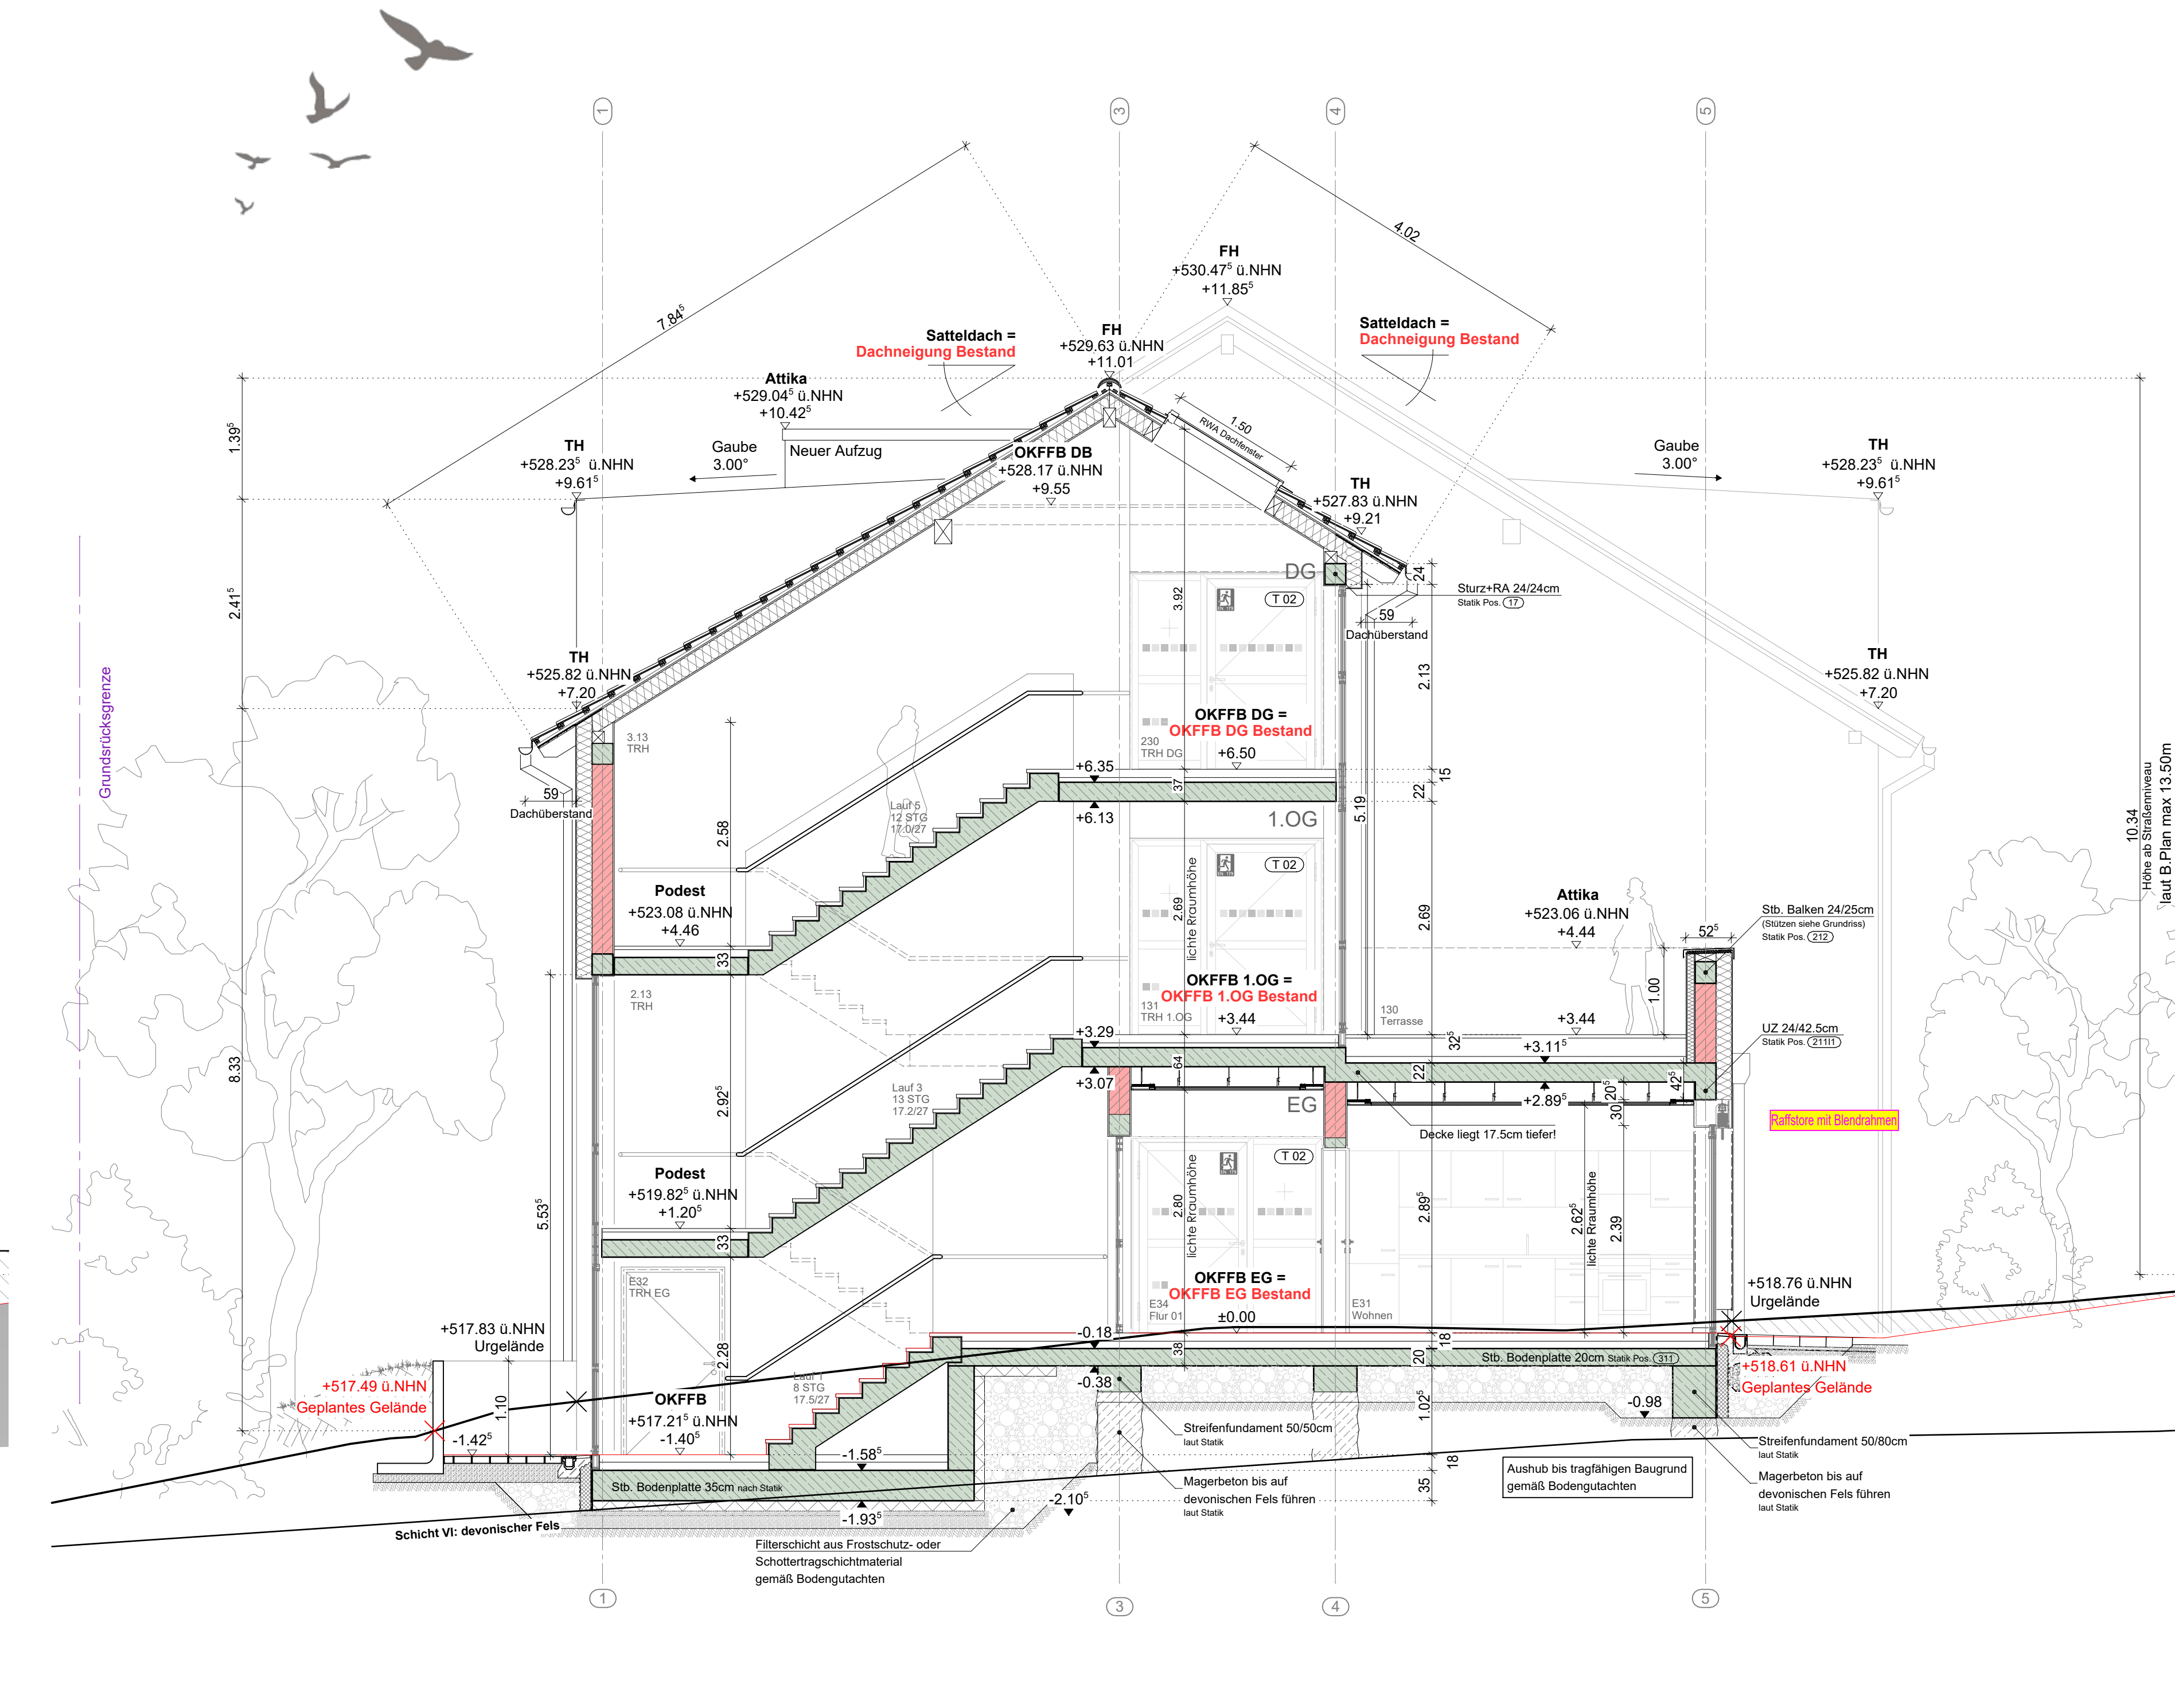 1
3
4
5
4.02
7.84⁵
FH
+530.47⁵ ü.NHN
+11.85⁵
Satteldach =
Dachneigung Bestand
FH
+529.63 ü.NHN
+11.01
Satteldach =
Dachneigung Bestand
Attika
+529.04⁵ ü.NHN
+10.42⁵
1.39⁵
1.50
RWA Dachfenster
TH
+528.23⁵ ü.NHN
+9.61⁵
Gaube
3.00°
Neuer Aufzug
OKFFB DB
+528.17 ü.NHN
+9.55
TH
+527.83 ü.NHN
+9.21
Gaube
3.00°
TH
+528.23⁵ ü.NHN
+9.61⁵
2.41⁵
DG
24
3.92
T 02
Sturz+RA 24/24cm
Statik Pos. 17
59
Dachüberstand
Grundsrücksgrenze
TH
+525.82 ü.NHN
+7.20
2.13
TH
+525.82 ü.NHN
+7.20
3.13
TRH
OKFFB DG =
OKFFB DG Bestand
+6.50
230
TRH DG
+6.35
37
15
22
+6.13
59
Dachüberstand
Lauf 5
12 STG
17.0/27
2.58
1.OG
5.19
T 02
10.34
Höhe ab Straßenniveau
laut B.Plan max 13.50m
Podest
+523.08 ü.NHN
+4.46
33
2.69
lichte Rraumhöhe
2.69
Attika
+523.06 ü.NHN
+4.44
52⁵
Stb. Balken 24/25cm
(Stützen siehe Grundriss)
Statik Pos. 212
2.13
TRH
OKFFB 1.OG =
OKFFB 1.OG Bestand
+3.44
131
TRH 1.OG
130
Terrasse
+3.44
1.00
+3.29
32⁵
+3.11⁵
UZ 24/42.5cm
Statik Pos. 211I1
8.33
64
22
42⁵
+3.07
+2.89⁵
20⁵
30
Lauf 3
13 STG
17.2/27
2.92⁵
EG
Decke liegt 17.5cm tiefer!
Raffstore mit Blendrahmen
T 02
Podest
+519.82⁵ ü.NHN
+1.20⁵
33
5.53⁵
2.80
lichte Rraumhöhe
2.89⁵
2.62⁵
lichte Rraumhöhe
2.39
E32
TRH EG
OKFFB EG =
OKFFB EG Bestand
±0.00
E34
Flur 01
E31
Wohnen
+518.76 ü.NHN
Urgelände
+517.83 ü.NHN
Urgelände
-0.18
38
18
20
Stb. Bodenplatte 20cm Statik Pos. 311
-0.38
2.28
Lauf 1
8 STG
17.5/27
+518.61 ü.NHN
Geplantes Gelände
+517.49 ü.NHN
Geplantes Gelände
1.10
OKFFB
+517.21⁵ ü.NHN
-1.40⁵
1.02⁵
-0.98
-1.42⁵
Streifenfundament 50/50cm
laut Statik
Streifenfundament 50/80cm
laut Statik
-1.58⁵
18
Stb. Bodenplatte 35cm nach Statik
35
Magerbeton bis auf
devonischen Fels führen
laut Statik
Aushub bis tragfähigen Baugrund
gemäß Bodengutachten
Magerbeton bis auf
devonischen Fels führen
laut Statik
-2.10⁵
-1.93⁵
Schicht VI: devonischer Fels
Filterschicht aus Frostschutz- oder
Schottertragschichtmaterial
gemäß Bodengutachten
1
3
4
5